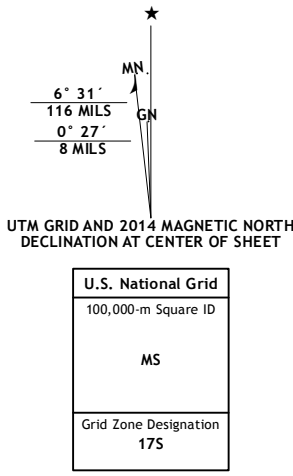 ★
MN.
6° 31´
116 MILS
GN
0° 27´
8 MILS
UTM GRID AND 2014 MAGNETIC NORTH
DECLINATION AT CENTER OF SHEET
U.S. National Grid
100,000-m Square ID
MS
Grid Zone Designation
17S